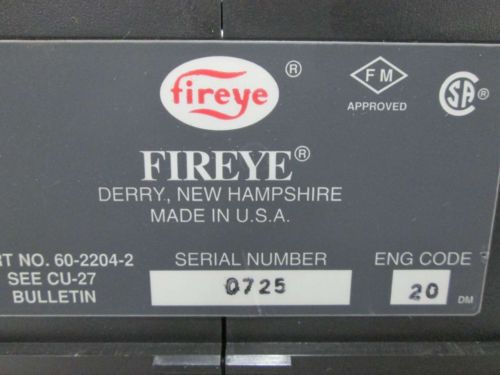 fireye ®
F M
APPROVED
SA ®
FIREYE®
DERRY, NEW HAMPSHIRE
MADE IN U.S.A.
RT NO. 60-2204-2
SEE CU-27
BULLETIN
SERIAL NUMBER
0725
ENG CODE
20 DM